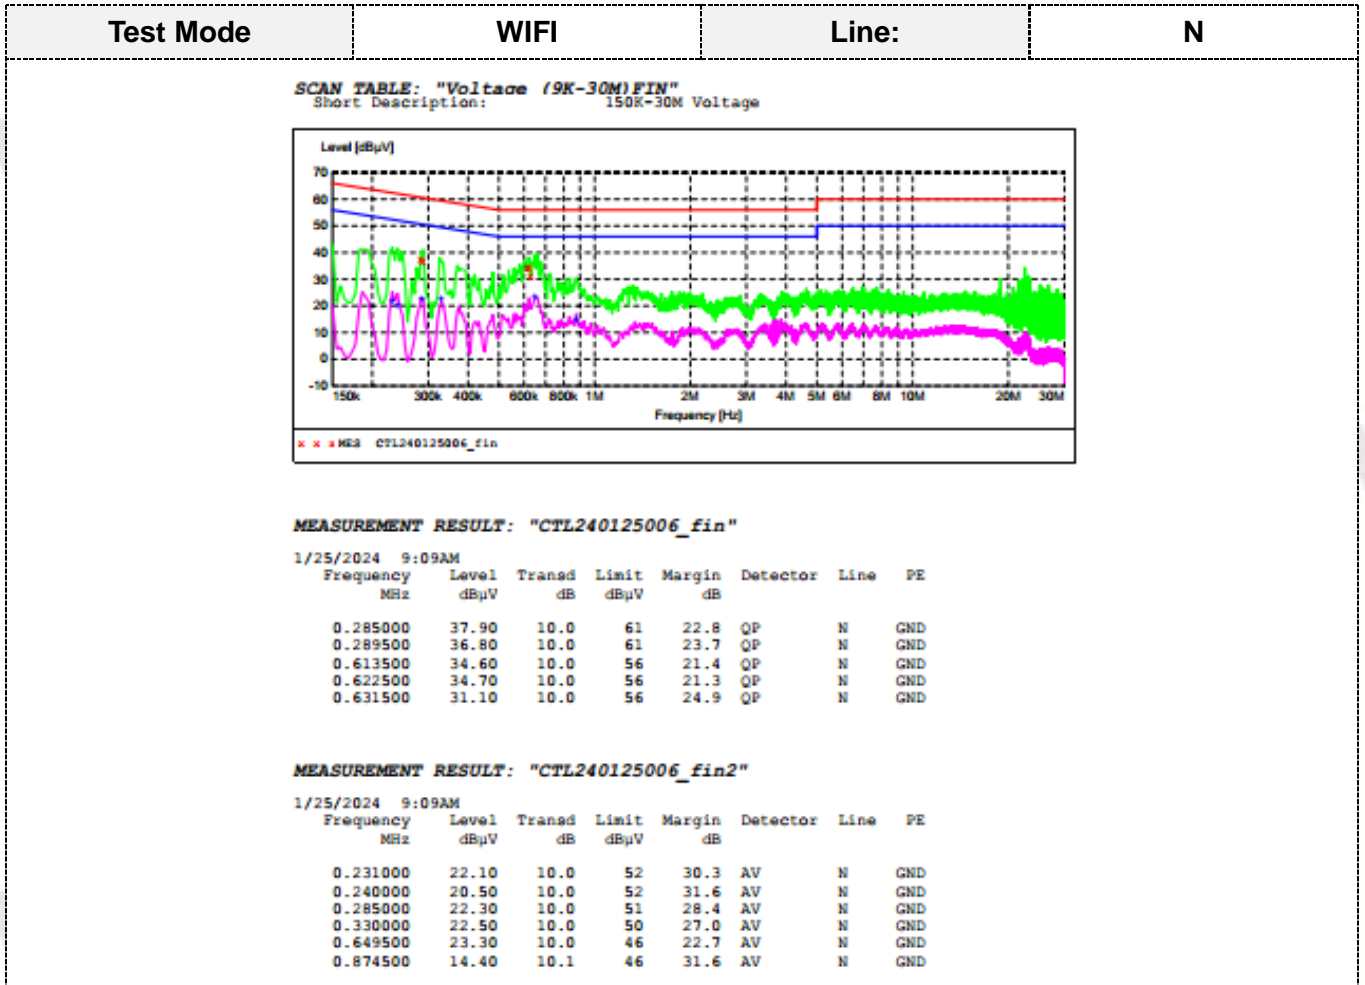 Test Mode WIFI Line: N
SCAN TABLE: "Voltage (9K-30M)FIN"
Short Description: 150K-30M Voltage
Level [dBµV]
70
60
50
40
30
20
10
0
-10
150k 300k 400k 600k 800k 1M 2M 3M 4M 5M 6M 8M 10M 20M 30M
Frequency [Hz]
x x x MES CTL240125006_fin
MEASUREMENT RESULT: "CTL240125006_fin"
1/25/2024 9:09AM
Frequency Level Transd Limit Margin Detector Line PE
MHz dBµV dB dBµV dB
0.285000 37.90 10.0 61 22.8 QP N GND
0.289500 36.80 10.0 61 23.7 QP N GND
0.613500 34.60 10.0 56 21.4 QP N GND
0.622500 34.70 10.0 56 21.3 QP N GND
0.631500 31.10 10.0 56 24.9 QP N GND
MEASUREMENT RESULT: "CTL240125006_fin2"
1/25/2024 9:09AM
Frequency Level Transd Limit Margin Detector Line PE
MHz dBµV dB dBµV dB
0.231000 22.10 10.0 52 30.3 AV N GND
0.240000 20.50 10.0 52 31.6 AV N GND
0.285000 22.30 10.0 51 28.4 AV N GND
0.330000 22.50 10.0 50 27.0 AV N GND
0.649500 23.30 10.0 46 22.7 AV N GND
0.874500 14.40 10.1 46 31.6 AV N GND